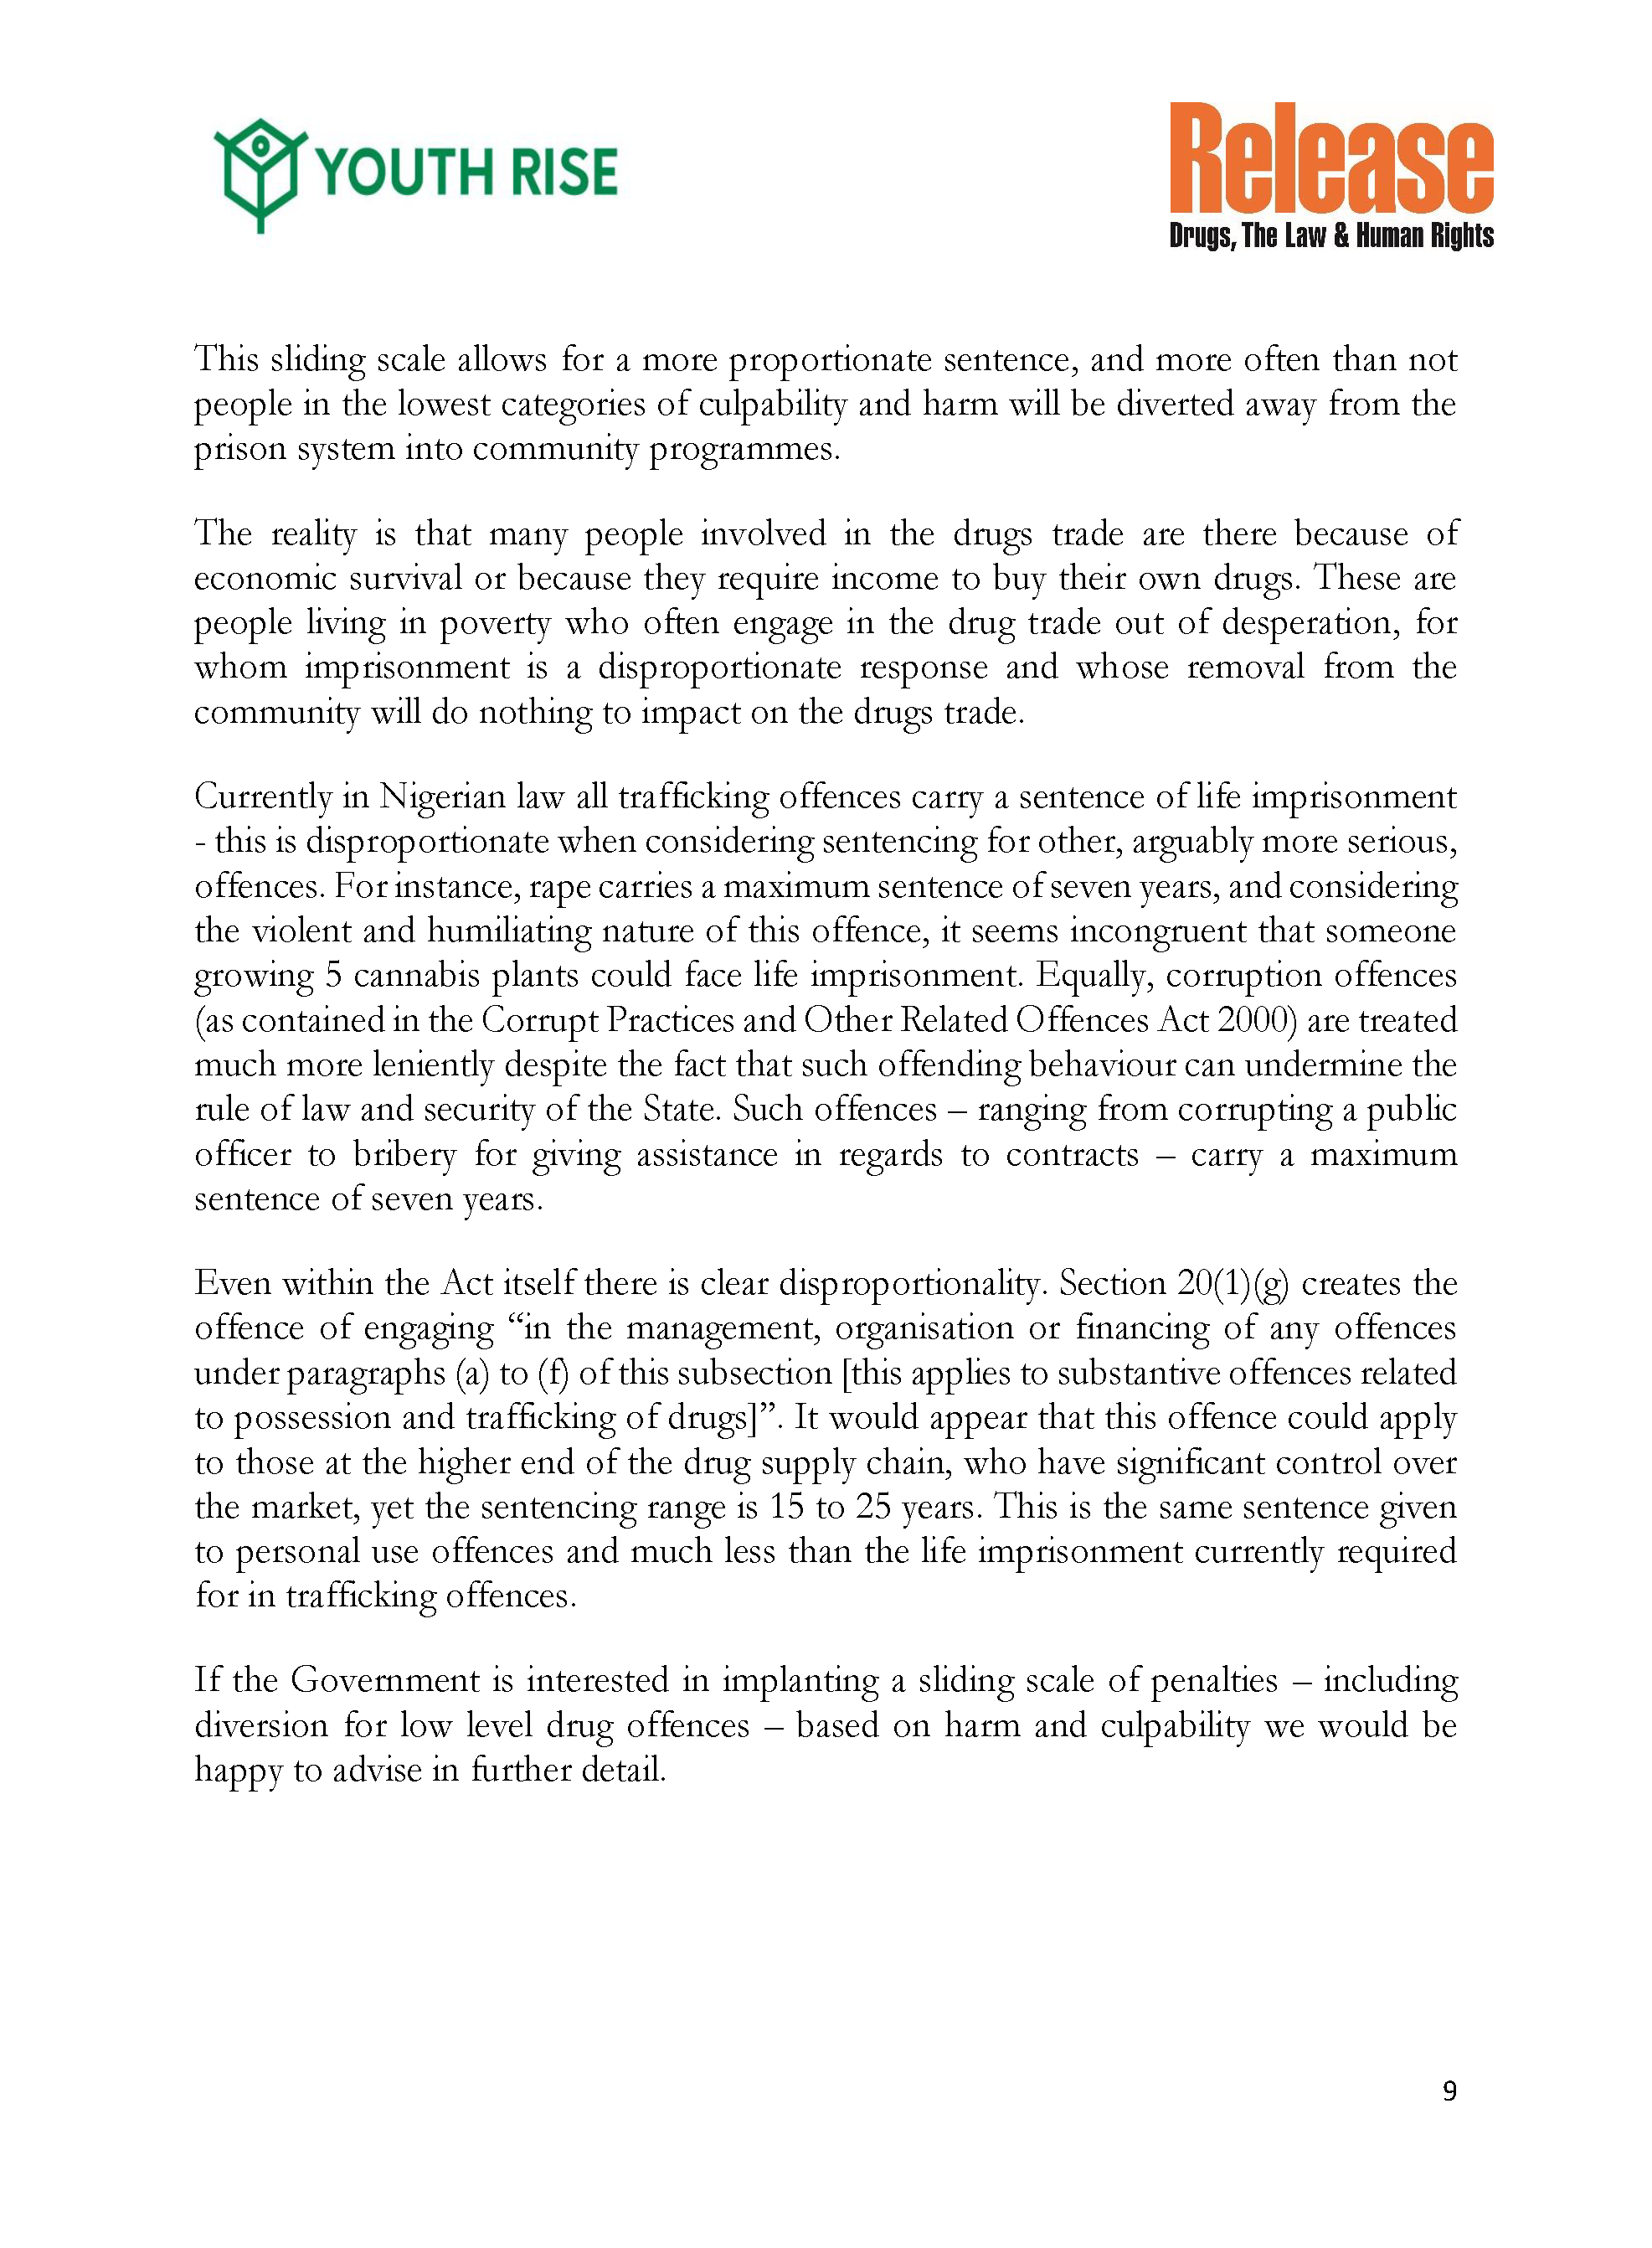 YOUTH RISE
Release
Drugs, The Law & Human Rights
This sliding scale allows for a more proportionate sentence, and more often than not
people in the lowest categories of culpability and harm will be diverted away from the
prison system into community programmes.
The reality is that many people involved in the drugs trade are there because of
economic survival or because they require income to buy their own drugs. These are
people living in poverty who often engage in the drug trade out of desperation, for
whom imprisonment is a disproportionate response and whose removal from the
community will do nothing to impact on the drugs trade.
Currently in Nigerian law all trafficking offences carry a sentence of life imprisonment
- this is disproportionate when considering sentencing for other, arguably more serious,
offences. For instance, rape carries a maximum sentence of seven years, and considering
the violent and humiliating nature of this offence, it seems incongruent that someone
growing 5 cannabis plants could face life imprisonment. Equally, corruption offences
(as contained in the Corrupt Practices and Other Related Offences Act 2000) are treated
much more leniently despite the fact that such offending behaviour can undermine the
rule of law and security of the State. Such offences – ranging from corrupting a public
officer to bribery for giving assistance in regards to contracts – carry a maximum
sentence of seven years.
Even within the Act itself there is clear disproportionality. Section 20(1)(g) creates the
offence of engaging “in the management, organisation or financing of any offences
under paragraphs (a) to (f) of this subsection [this applies to substantive offences related
to possession and trafficking of drugs]”. It would appear that this offence could apply
to those at the higher end of the drug supply chain, who have significant control over
the market, yet the sentencing range is 15 to 25 years. This is the same sentence given
to personal use offences and much less than the life imprisonment currently required
for in trafficking offences.
If the Government is interested in implanting a sliding scale of penalties – including
diversion for low level drug offences – based on harm and culpability we would be
happy to advise in further detail.
9